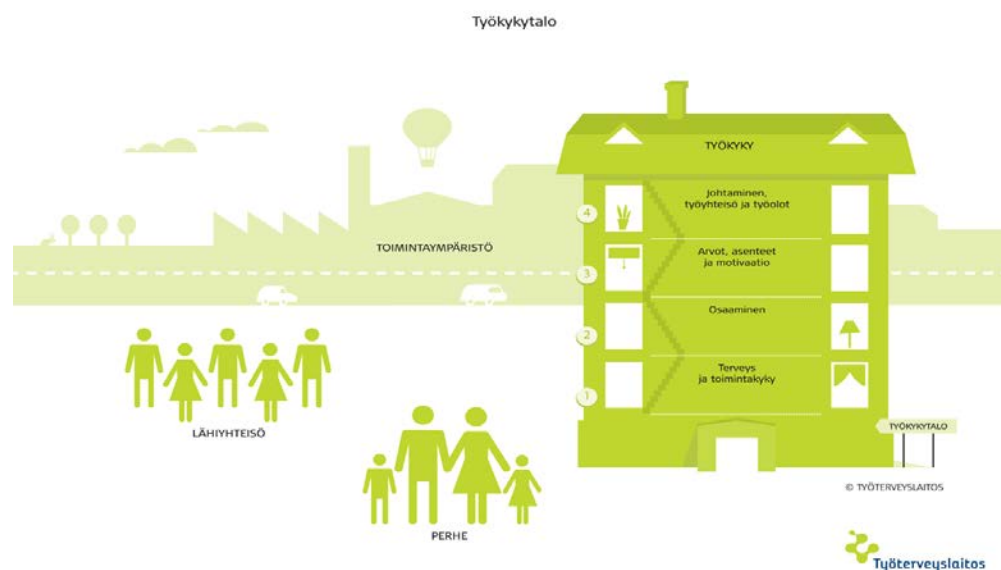 Työkykytalo
TYÖKYKY
4
Johtaminen,
työyhteisö ja työolot
TOIMINTAYMPÄRISTÖ
3
Arvot, asenteet
ja motivaatio
2
Osaaminen
1
Terveys
ja toimintakyky
LÄHIYHTEISÖ
PERHE
TYÖKYKYTALO
© TYÖTERVEYSLAITOS
Työterveyslaitos